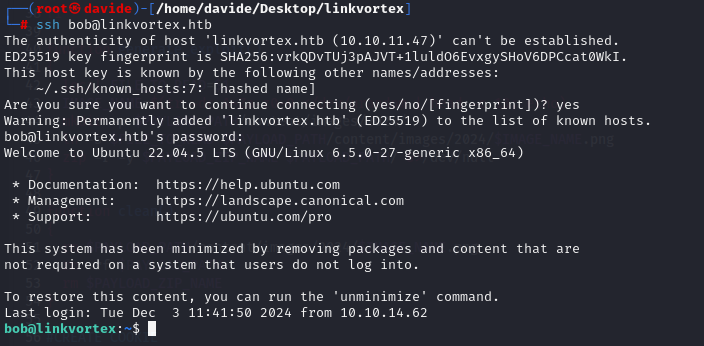 ┌──(root㉿davide)-[/home/davide/Desktop/linkvortex]
└─# ssh bob@linkvortex.htb
The authenticity of host 'linkvortex.htb (10.10.11.47)' can't be established.
ED25519 key fingerprint is SHA256:vrkQDvTUj3pAJVT+1luldO6EvxgySHoV6DPCcat0WkI.
This host key is known by the following other names/addresses:
    ~/.ssh/known_hosts:7: [hashed name]
Are you sure you want to continue connecting (yes/no/[fingerprint])? yes
Warning: Permanently added 'linkvortex.htb' (ED25519) to the list of known hosts.
bob@linkvortex.htb's password:
/content/images/2024/ .png
Welcome to Ubuntu 22.04.5 LTS (GNU/Linux 6.5.0-27-generic x86_64)
 * Documentation:  https://help.ubuntu.com
 * Management:     https://landscape.canonical.com
 * Support:        https://ubuntu.com/pro
This system has been minimized by removing packages and content that are
not required on a system that users do not log into.
To restore this content, you can run the 'unminimize' command.
Last login: Tue Dec  3 11:41:50 2024 from 10.10.14.62
bob@linkvortex:~$